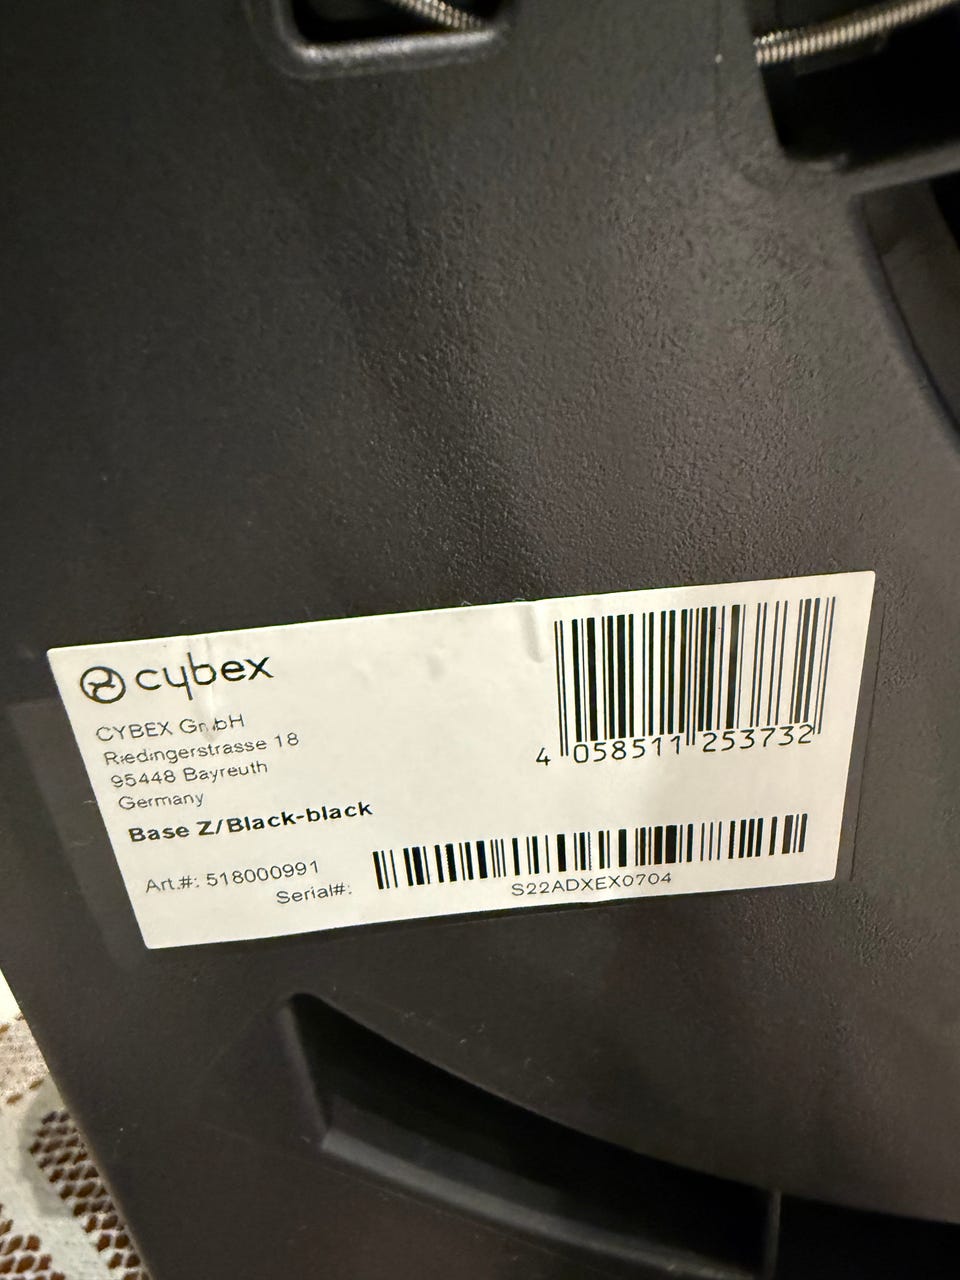 cybex
CYBEX GmbH
Riedingerstrasse 18
95448 Bayreuth
Germany
Base Z/Black-black
Art.#: 518000991
Serial#:
4 058511 253732
S22ADXEX0704